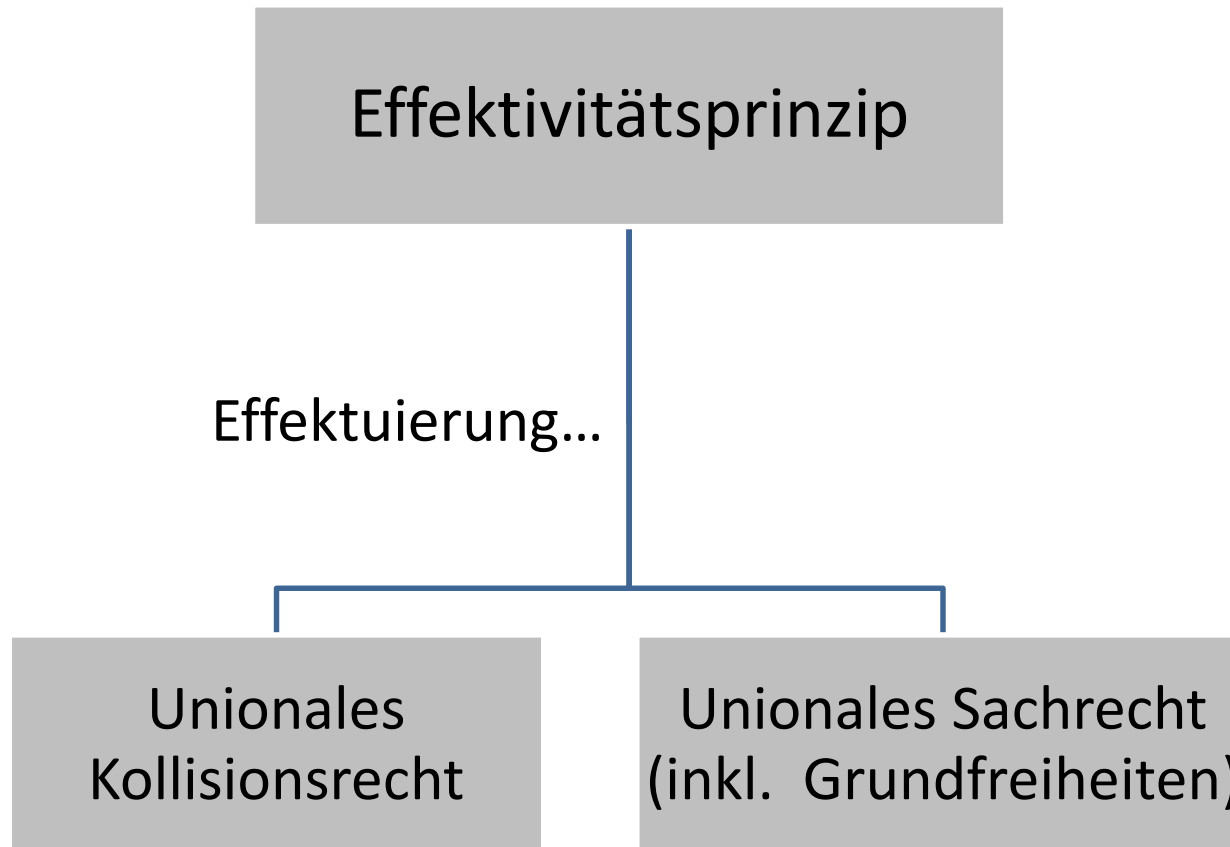 Effektivitätsprinzip
Effektuierung...
Unionales
Kollisionsrecht
Unionales Sachrecht
(inkl. Grundfreiheiten)